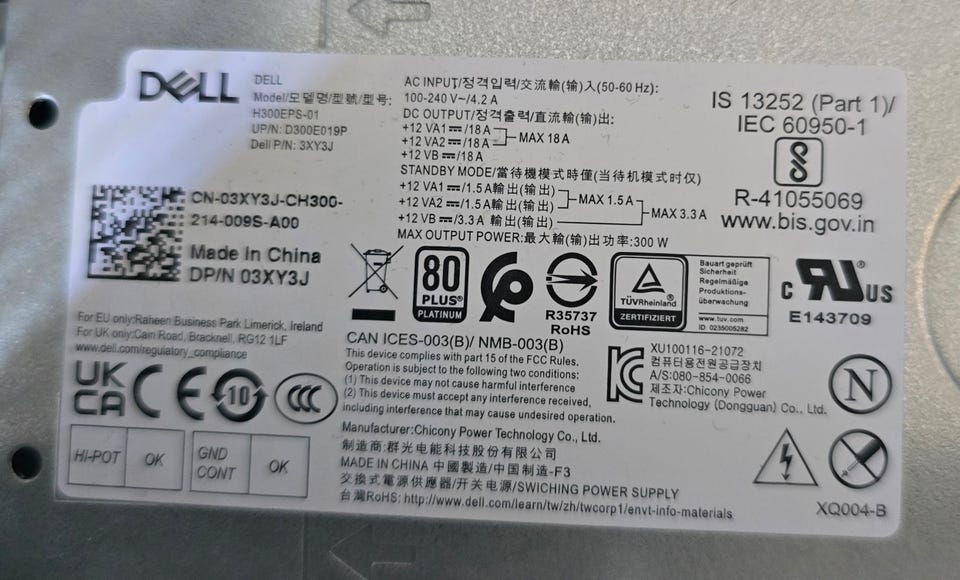 DELL
DELL
Model/모델명/型號/型号:
H300EPS-01
UP/N: D300E019P
Dell P/N: 3XY3J
AC INPUT/정격입력/交流輸(输)入(50-60 Hz):
100-240 V~/4.2 A
DC OUTPUT/정격출력/直流輸(输)出:
+12 VA1 ⎓/18 A
+12 VA2 ⎓/18 A
MAX 18 A
+12 VB ⎓/18 A
STANDBY MODE/當待機模式時僅(当待机模式时仅)
+12 VA1 ⎓/1.5 A輸出(输出)
+12 VA2 ⎓/1.5A輸出(输出)
MAX 1.5 A
+12 VB ⎓/3.3 A 輸出(输出)
MAX 3.3 A
MAX OUTPUT POWER:最大輸(输)出功率:300 W
IS 13252 (Part 1)/
IEC 60950-1
R-41055069
www.bis.gov.in
CN-03XY3J-CH300-
214-009S-A00
Made In China
DP/N 03XY3J
80
PLUS®
PLATINUM
R35737
RoHS
TÜVRheinland
ZERTIFIZIERT
Bauart geprüft
Sicherheit
Regelmäßige
Produktions-
überwachung
www.tuv.com
ID 0235005282
c RU® US
E143709
For EU only:Raheen Business Park Limerick, Ireland
For UK only:Cain Road, Bracknell, RG12 1LF
www.dell.com/regulatory_compliance
UK
CA
CE
10
CCC
HI-POT
OK
GND
CONT
OK
CAN ICES-003(B)/ NMB-003(B)
This device complies with part 15 of the FCC Rules.
Operation is subject to the following two conditions:
(1) This device may not cause harmful interference
(2) This device must accept any interference received,
including interference that may cause undesired operation.
Manufacturer:Chicony Power Technology Co., Ltd.
制造商:群光电能科技股份有限公司
MADE IN CHINA 中國製造/中国制造-F3
交換式電源供應器/开关电源/SWICHING POWER SUPPLY
台灣RoHS: http://www.dell.com/learn/tw/zh/twcorp1/envt-info-materials
KC
XU100116-21072
컴퓨터용전원공급장치
A/S:080-854-0066
제조자:Chicony Power
Technology (Dongguan) Co., Ltd.
N
XQ004-B